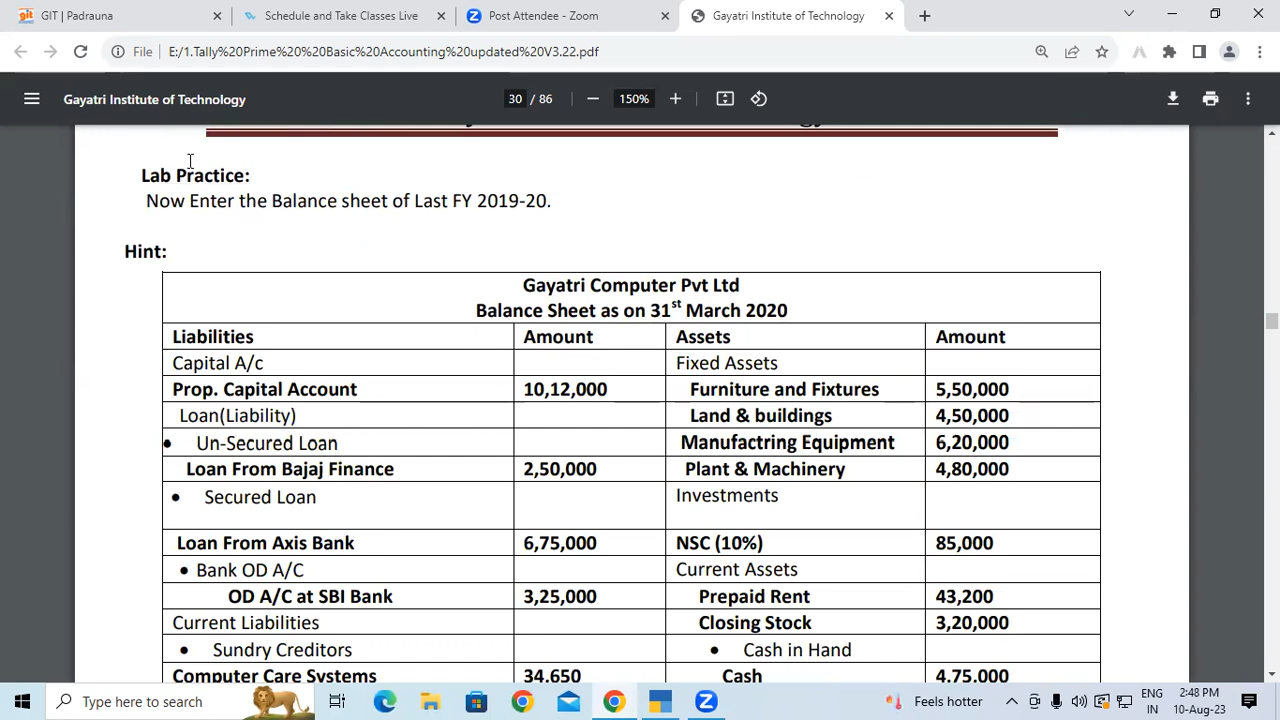 GIT | Padrauna
Schedule and Take Classes Live
Post Attendee - Zoom
Gayatri Institute of Technology
File
E:/1.Tally%20Prime%20%20Basic%20Accounting%20updated%20V3.22.pdf
Gayatri Institute of Technology
30 / 86
150%
Lab Practice:
Now Enter the Balance sheet of Last FY 2019-20.
Hint:
Gayatri Computer Pvt Ltd
Balance Sheet as on 31st March 2020
Liabilities Amount Assets Amount
Capital A/c Fixed Assets
Prop. Capital Account 10,12,000 Furniture and Fixtures 5,50,000
Loan(Liability) Land & buildings 4,50,000
• Un-Secured Loan Manufactring Equipment 6,20,000
Loan From Bajaj Finance 2,50,000 Plant & Machinery 4,80,000
• Secured Loan Investments
Loan From Axis Bank 6,75,000 NSC (10%) 85,000
• Bank OD A/C Current Assets
OD A/C at SBI Bank 3,25,000 Prepaid Rent 43,200
Current Liabilities Closing Stock 3,20,000
• Sundry Creditors • Cash in Hand
Computer Care Systems 34,650 Cash 4,75,000
Type here to search
Feels hotter
ENG
IN
2:48 PM
10-Aug-23